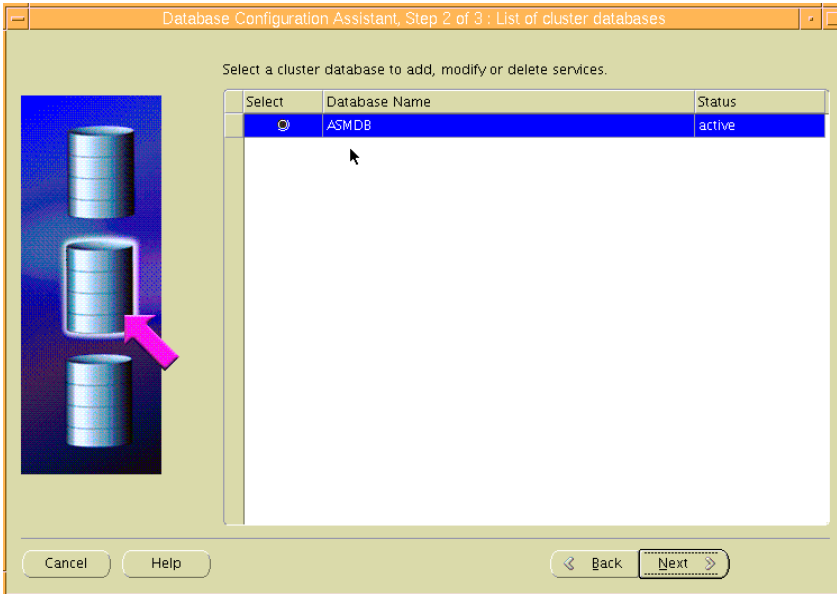 Database Configuration Assistant, Step 2 of 3 : List of cluster databases
Select a cluster database to add, modify or delete services.
Select Database Name Status
ASMDB active
Cancel Help Back Next